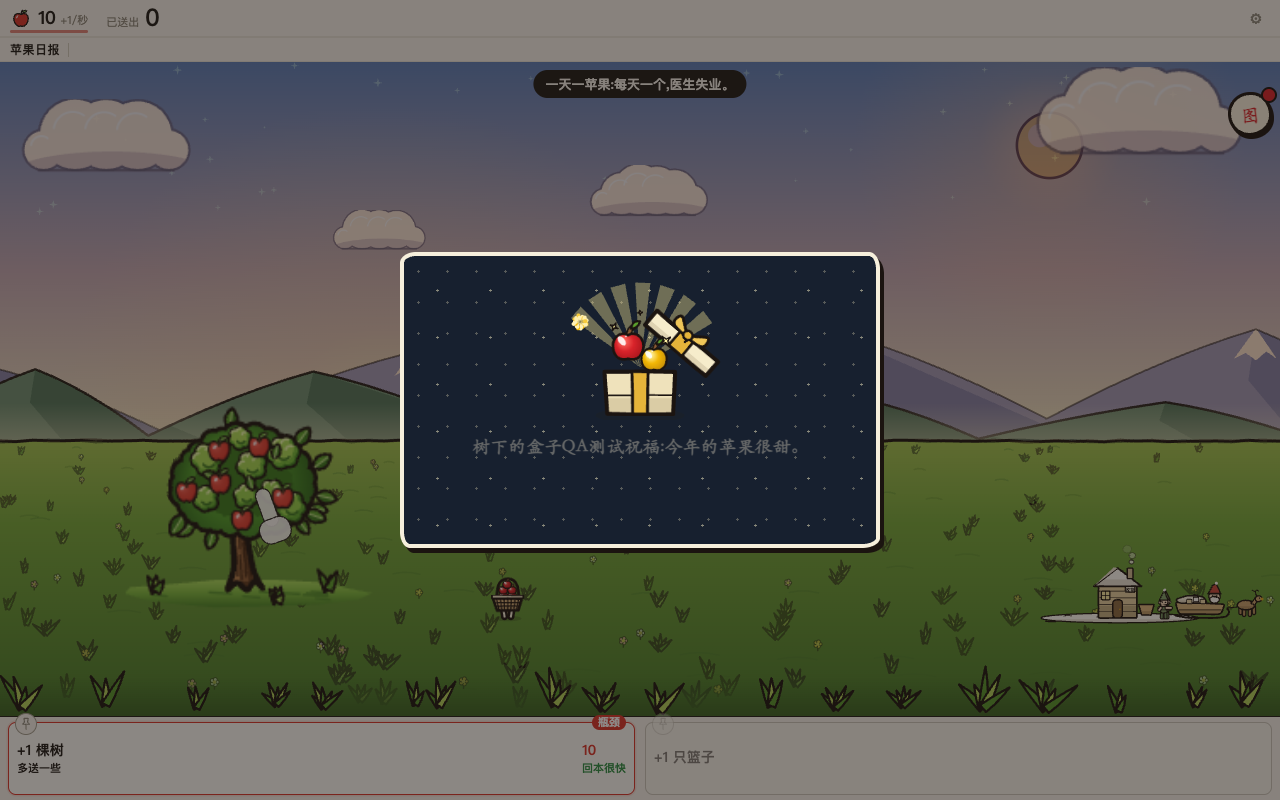 10 +1/秒 已送出 0
苹果日报
一天一苹果:每天一个,医生失业。
图
树下的盒子QA测试祝福:今年的苹果很甜。
瓶颈
+1 棵树
多送一些
10
回本很快
+1 只篮子